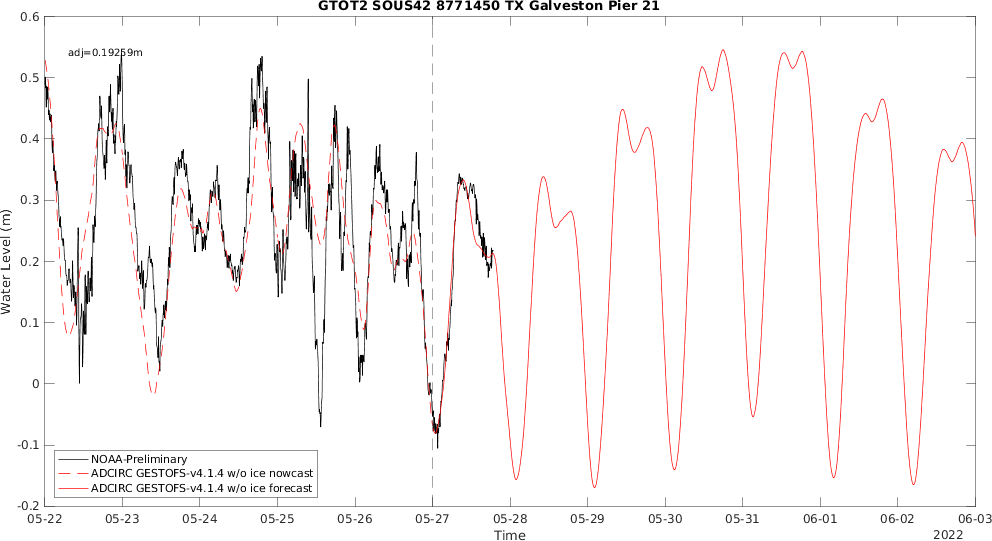 GTOT2 SOUS42 8771450 TX Galveston Pier 21
0.6
adj=0.19259m
0.5
0.4
0.3
0.2
0.1
0
-0.1
-0.2
Water Level (m)
NOAA-Preliminary
ADCIRC GESTOFS-v4.1.4 w/o ice nowcast
ADCIRC GESTOFS-v4.1.4 w/o ice forecast
05-22 05-23 05-24 05-25 05-26 05-27 05-28 05-29 05-30 05-31 06-01 06-02 06-03
Time
2022